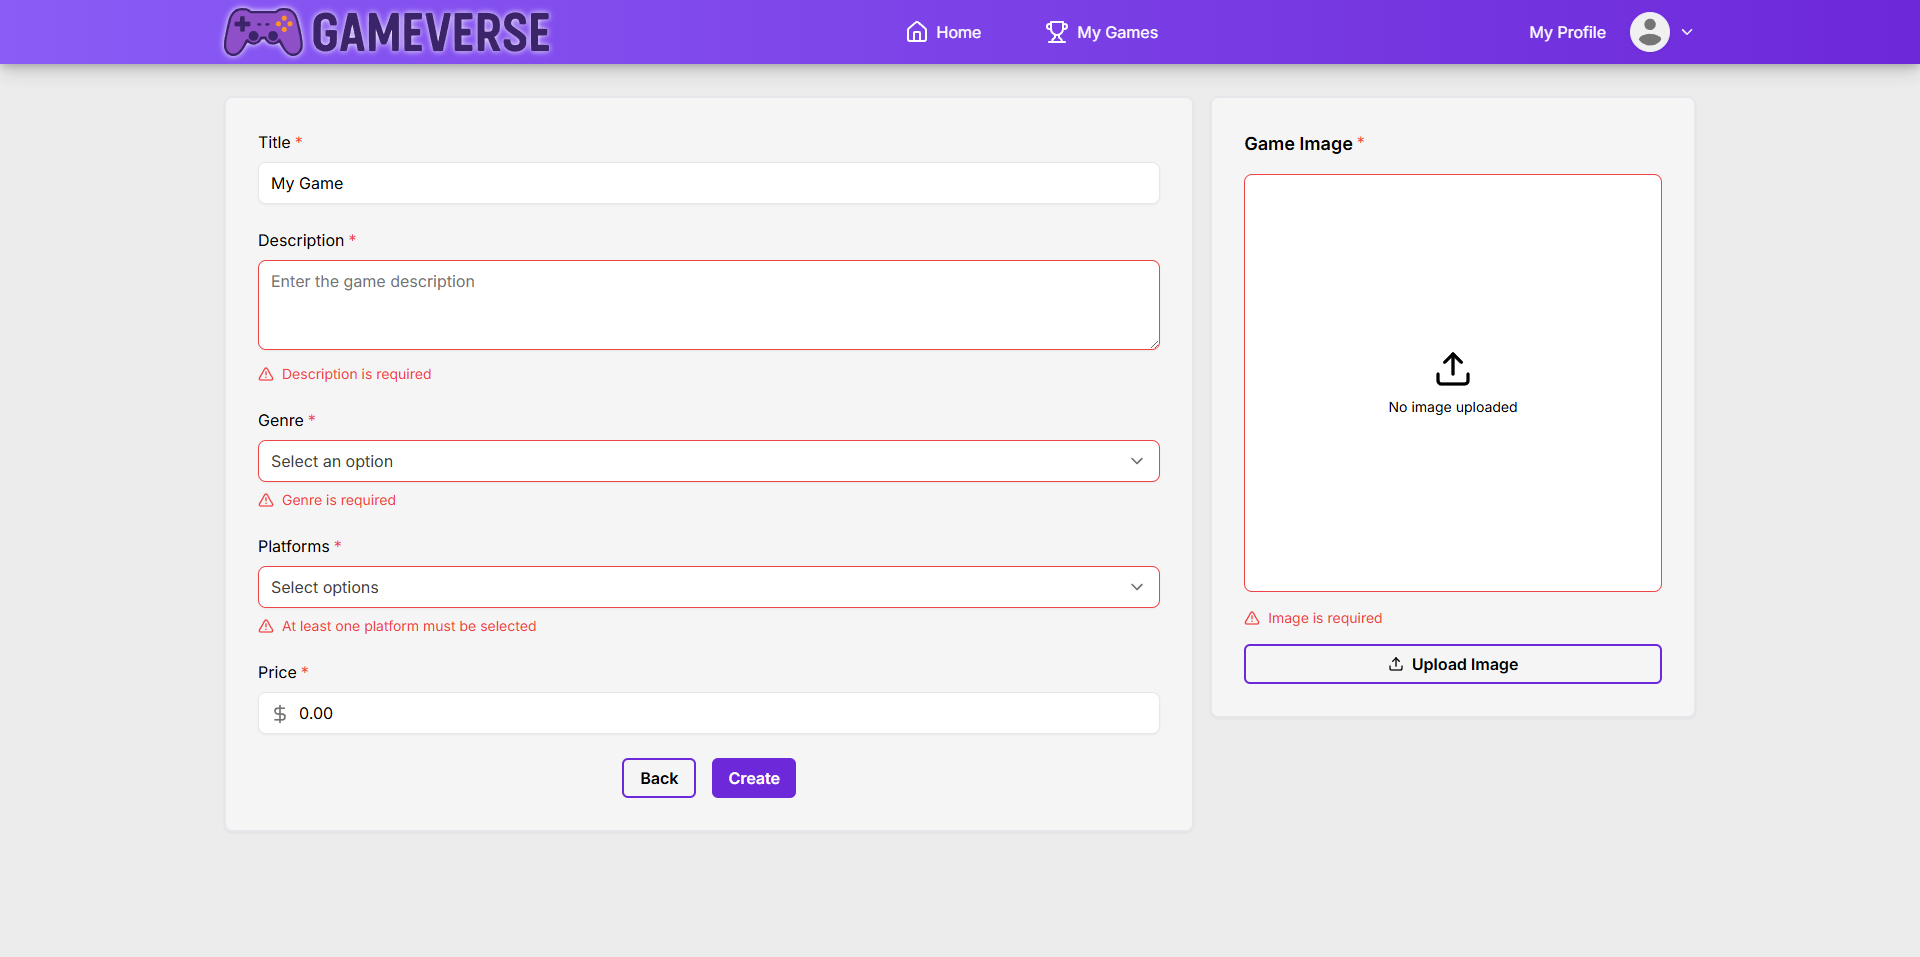 GAMEVERSE
Home
My Games
My Profile
Title *
My Game
Description *
Enter the game description
Description is required
Genre *
Select an option
Genre is required
Platforms *
Select options
At least one platform must be selected
Price *
$ 0.00
Back
Create
Game Image *
No image uploaded
Image is required
Upload Image